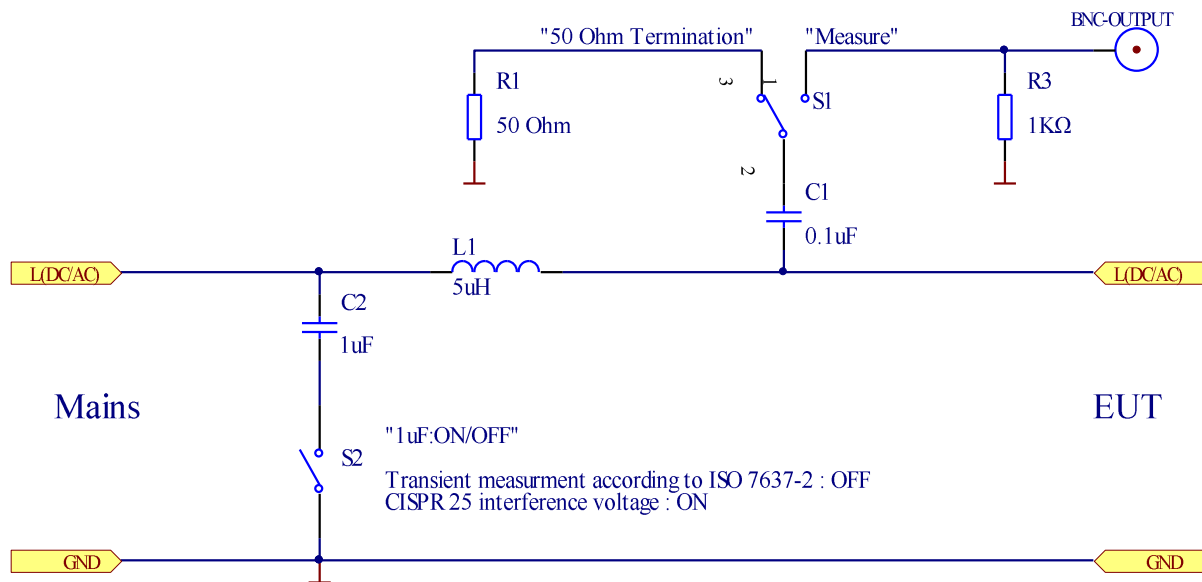 BNC-OUTPUT
"50 Ohm Termination"
"Measure"
R1
50 Ohm
3
1
S1
R3
1KΩ
2
C1
0.1uF
L1
5uH
L(DC/AC)
L(DC/AC)
C2
1uF
Mains
EUT
"1uF:ON/OFF"
S2
Transient measurment according to ISO 7637-2 : OFF
CISPR 25 interference voltage : ON
GND
GND